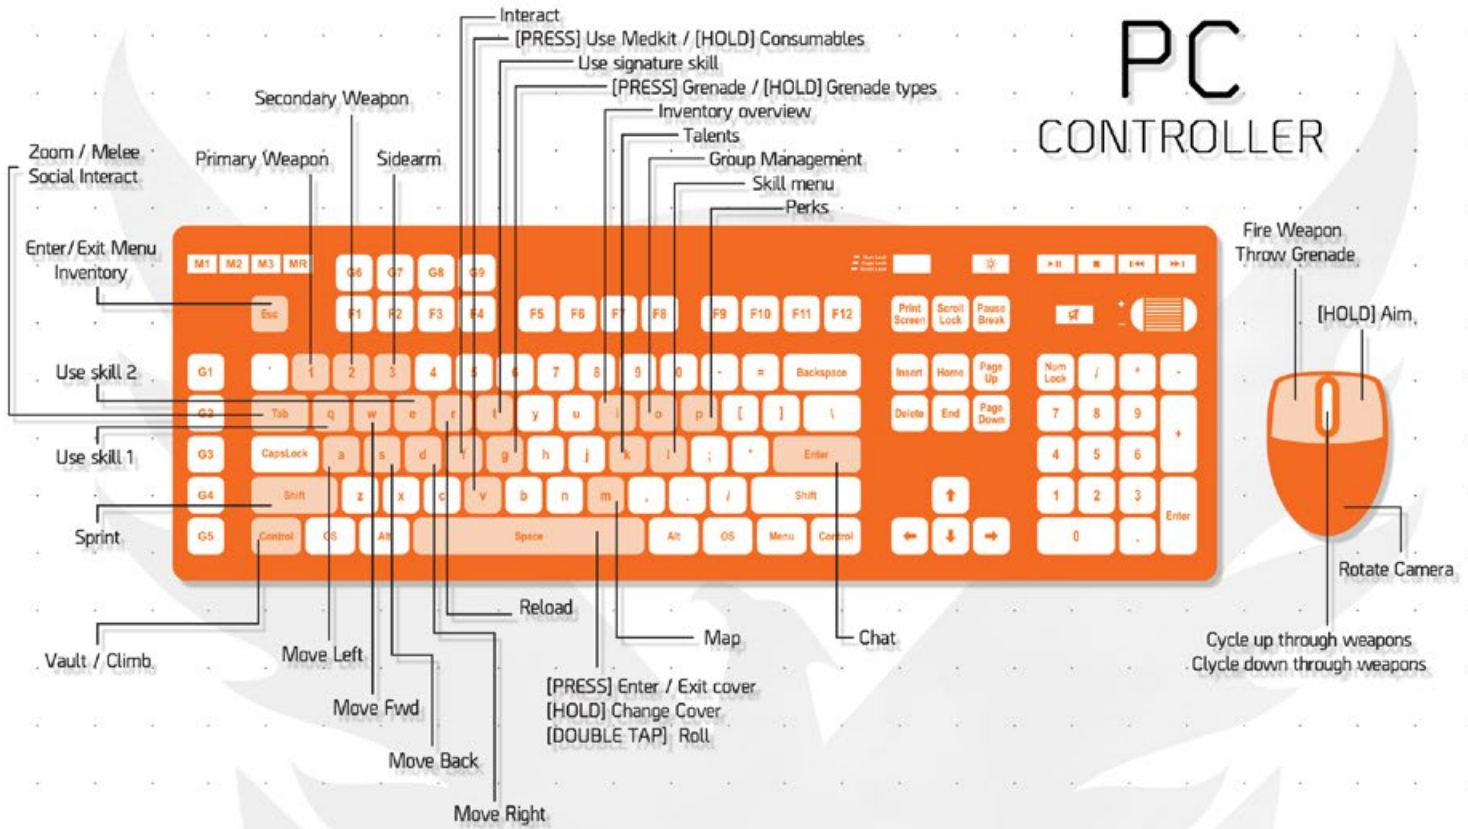 Interact
[PRESS] Use Medkit / [HOLD] Consumables
Use signature skill
[PRESS] Grenade / [HOLD] Grenade types
Inventory overview
Talents
Group Management
Skill menu
Perks
PC
CONTROLLER
Secondary Weapon
Primary Weapon
Sidearm
Zoom / Melee
Social Interact
Enter/Exit Menu
Inventory
Use skill 2
Use skill 1
Sprint
Vault / Climb
Fire Weapon
Throw Grenade
[HOLD] Aim
M1 M2 M3 MR
G6 G7 G8 G9
Esc F1 F2 F3 F4 F5 F6 F7 F8 F9 F10 F11 F12 Print Screen Scroll Lock Pause Break
G1 ` 1 2 3 4 5 6 7 8 9 0 - = Backspace Insert Home Page Up Num Lock / * -
G2 Tab q w e r t y u i o p [ ] \ Delete End Page Down 7 8 9 +
G3 CapsLock a s d f g h j k l ; " Enter 4 5 6
G4 Shift z x c v b n m , . / Shift 1 2 3 Enter
G5 Control OS Alt Space Alt OS Menu Control 0 .
Rotate Camera
Cycle up through weapons
Clycle down through weapons
Reload
Map
Chat
Move Left
Move Fwd
Move Back
Move Right
[PRESS] Enter / Exit cover
[HOLD] Change Cover
[DOUBLE TAP] Roll